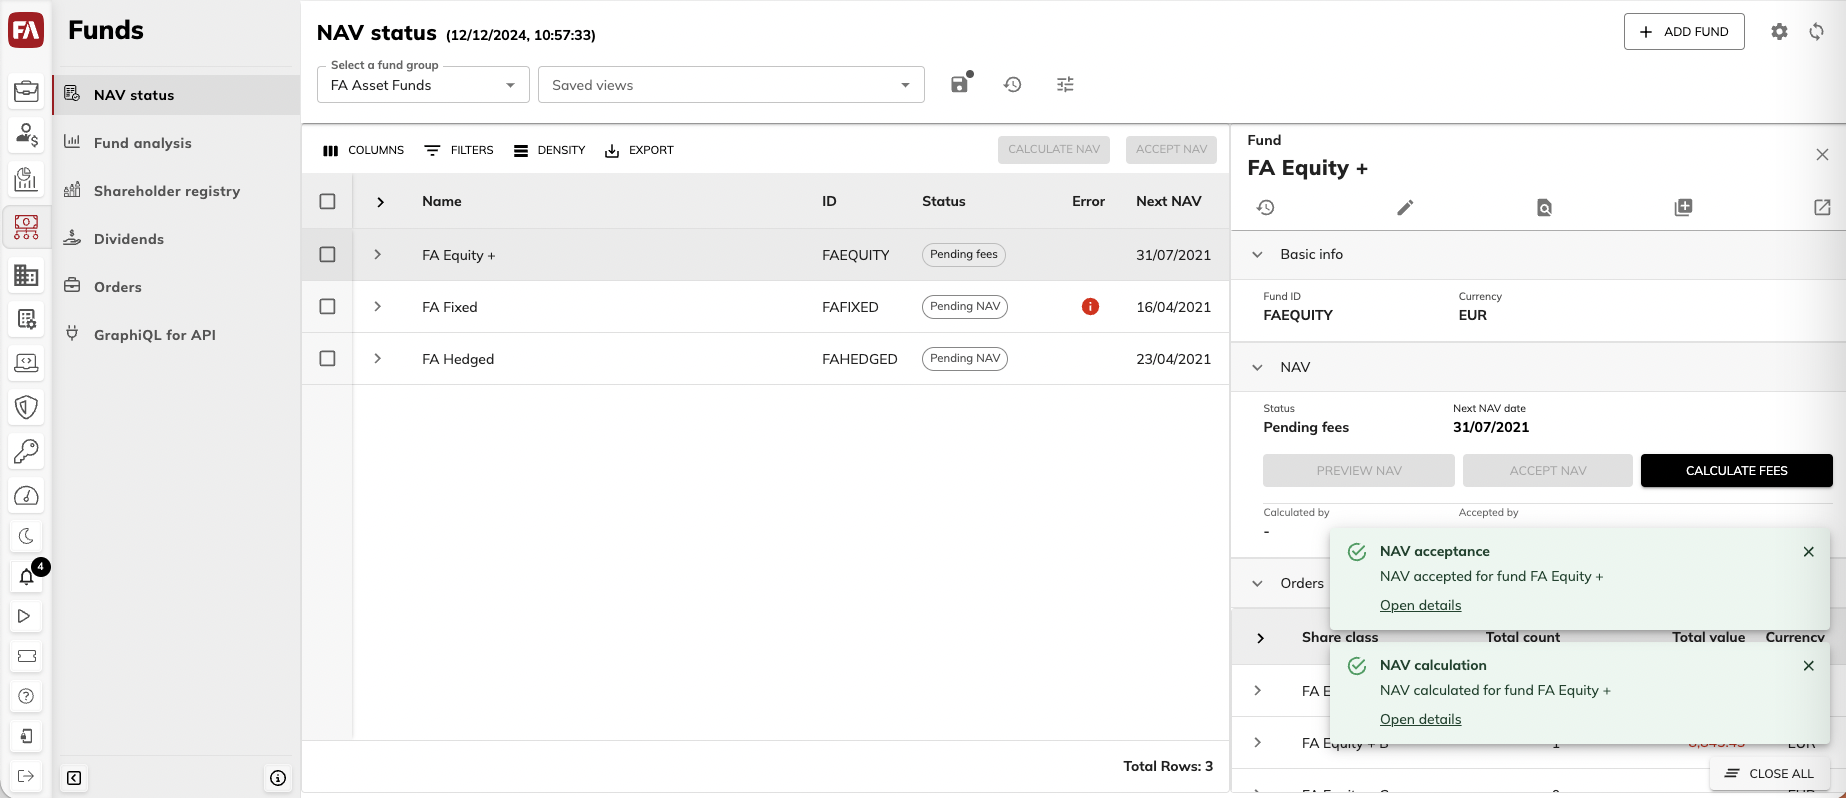 FA
Funds
NAV status
Fund analysis
Shareholder registry
Dividends
Orders
GraphiQL for API
4
NAV status (12/12/2024, 10:57:33)
ADD FUND
Select a fund group
FA Asset Funds
Saved views
COLUMNS
FILTERS
DENSITY
EXPORT
CALCULATE NAV
ACCEPT NAV
Name ID Status Error Next NAV
FA Equity + FAEQUITY Pending fees 31/07/2021
FA Fixed FAFIXED Pending NAV 16/04/2021
FA Hedged FAHEDGED Pending NAV 23/04/2021
Total Rows: 3
Fund
FA Equity +
Basic info
Fund ID Currency
FAEQUITY EUR
NAV
Status Next NAV date
Pending fees 31/07/2021
PREVIEW NAV ACCEPT NAV CALCULATE FEES
Calculated by Accepted by
-
Orders
NAV acceptance
NAV accepted for fund FA Equity +
Open details
Share class Total count Total value Currency
NAV calculation
NAV calculated for fund FA Equity +
Open details
FA Equity + B 1 EUR
CLOSE ALL